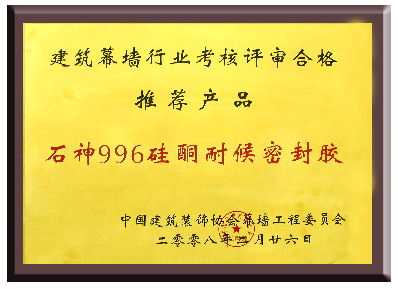 建筑幕墙行业考核评审合格
推荐产品
石神996硅酮耐候密封胶
中国建筑装饰协会幕墙工程委员会
二零零八年二月廿六日